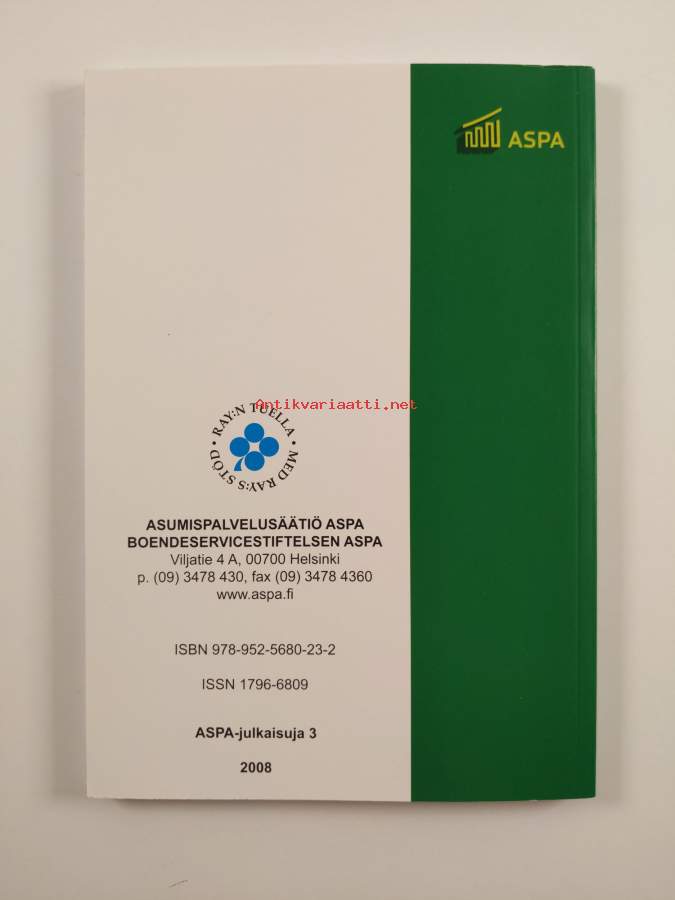 ASPA
Antikvariaatti.net
RAY:N TUELLA • MED RAY:S STÖD •
ASUMISPALVELUSÄÄTIÖ ASPA
BOENDESERVICESTIFTELSEN ASPA
Viljatie 4 A, 00700 Helsinki
p. (09) 3478 430, fax (09) 3478 4360
www.aspa.fi
ISBN 978-952-5680-23-2
ISSN 1796-6809
ASPA-julkaisuja 3
2008